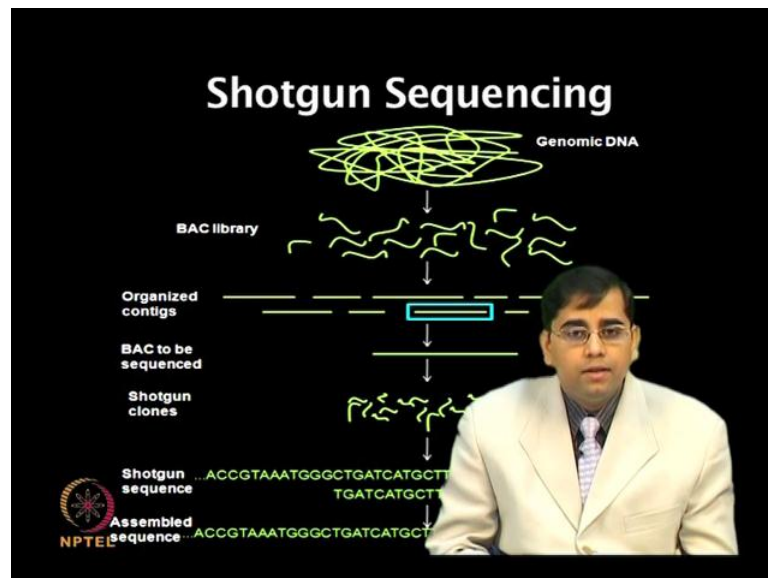 Shotgun Sequencing
Genomic DNA
BAC library
Organized
contigs
BAC to be
sequenced
Shotgun
clones
Shotgun
sequence
...ACCGTAAATGGGCTGATCATGCTT
TGATCATGCTT
Assembled
sequence
...ACCGTAAATGGGCTGATCATGCT
NPTEL